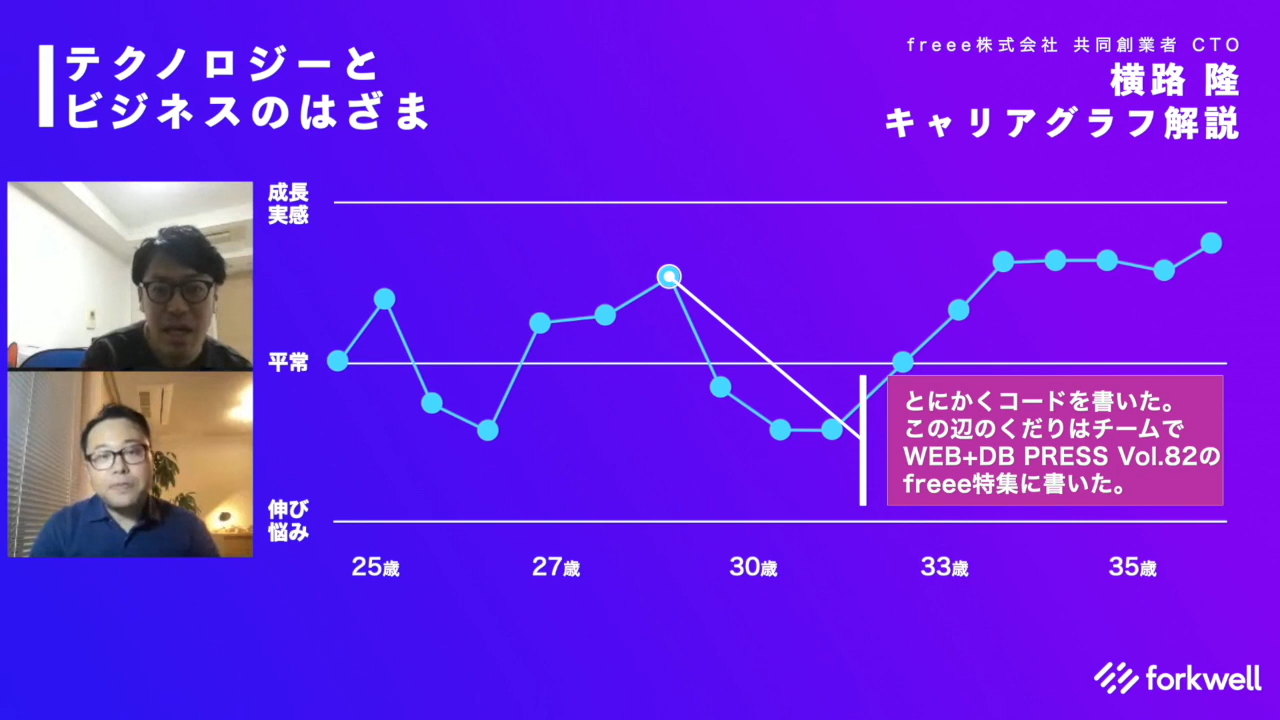 テクノロジーと
ビジネスのはざま
freee株式会社 共同創業者 CTO
横路 隆
キャリアグラフ解説
成長
実感
平常
伸び
悩み
とにかくコードを書いた。
この辺のくだりはチームで
WEB+DB PRESS Vol.82の
freee特集に書いた。
25歳
27歳
30歳
33歳
35歳
forkwell